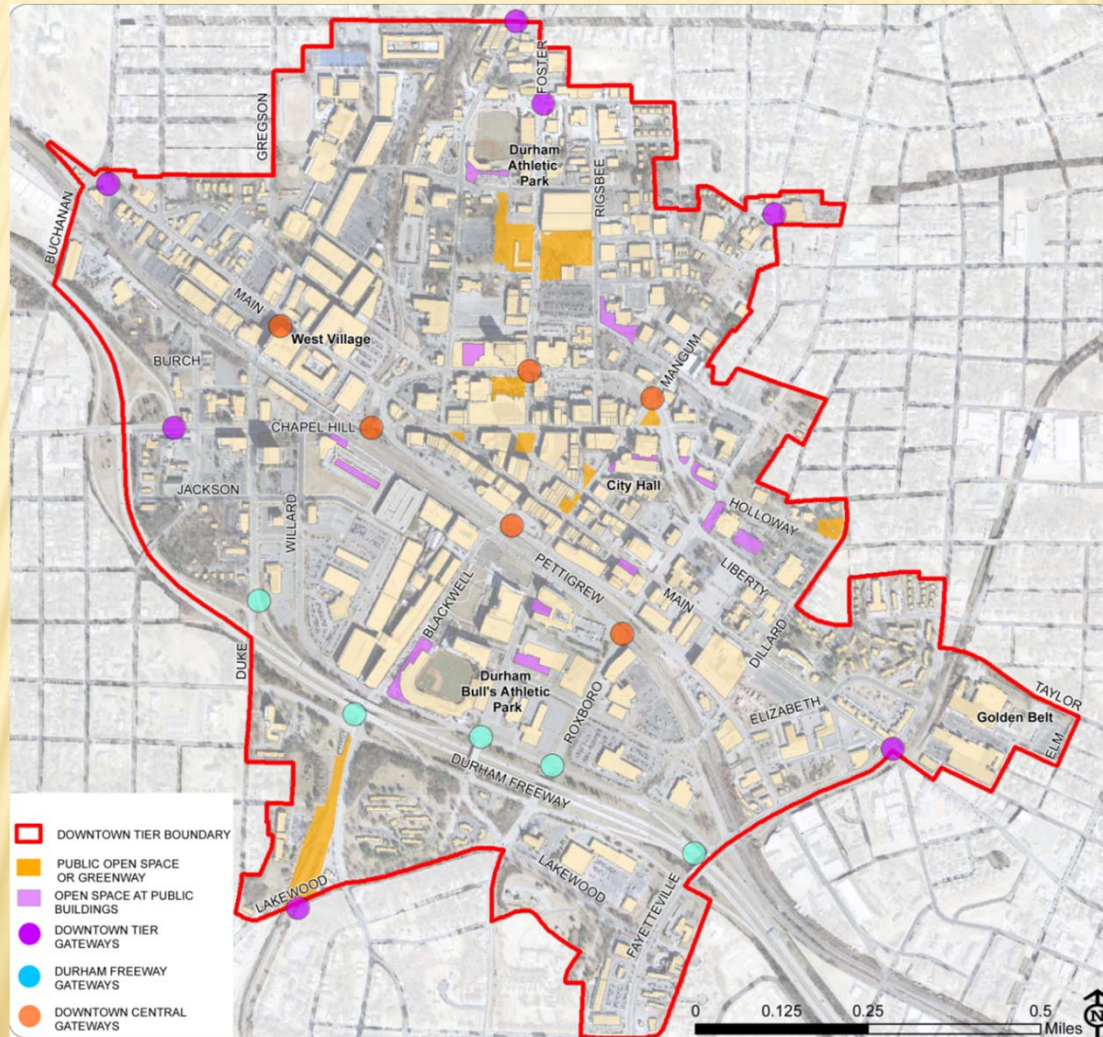 FOSTER
GREGSON
Durham
Athletic
Park
RIGSBEE
BUCHANAN
MAIN
West Village
BURCH
MANGUM
CHAPEL HILL
JACKSON
WILLARD
City Hall
HOLLOWAY
LIBERTY
PETTIGREW
MAIN
BLACKWELL
DILLARD
DUKE
Durham
Bull's Athletic
Park
ROXBORO
ELIZABETH
TAYLOR
Golden Belt
ELM
DURHAM FREEWAY
LAKEWOOD
LAKEWOOD
FAYETTEVILLE
DOWNTOWN TIER BOUNDARY
PUBLIC OPEN SPACE
OR GREENWAY
OPEN SPACE AT PUBLIC
BUILDINGS
DOWNTOWN TIER
GATEWAYS
DURHAM FREEWAY
GATEWAYS
DOWNTOWN CENTRAL
GATEWAYS
0 0.125 0.25 0.5
Miles
N